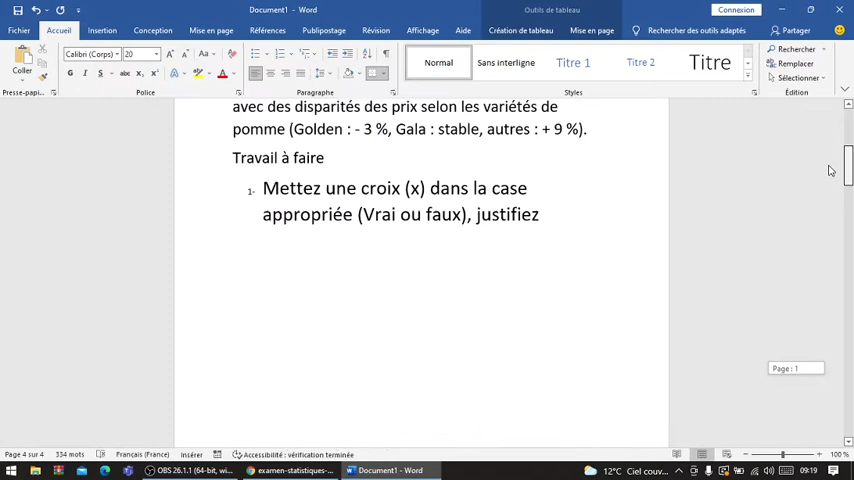 Document1 - Word
Outils de tableau
Connexion
Fichier
Accueil
Insertion
Conception
Mise en page
Références
Publipostage
Révision
Affichage
Aide
Création de tableau
Mise en page
Rechercher des outils adaptés
Partager
Coller
Calibri (Corps)
20
Normal
Sans interligne
Titre 1
Titre 2
Titre
Rechercher
Remplacer
Sélectionner
Presse-papi...
Police
Paragraphe
Styles
Édition
avec des disparités des prix selon les variétés de
pomme (Golden : - 3 %, Gala : stable, autres : + 9 %).
Travail à faire
1- Mettez une croix (x) dans la case
appropriée (Vrai ou faux), justifiez
Page : 1
Page 4 sur 4
334 mots
Français (France)
Insérer
Accessibilité : vérification terminée
100 %
OBS 26.1.1 (64-bit, wi...
examen-statistiques-...
Document1 - Word
12°C Ciel couv...
09:19